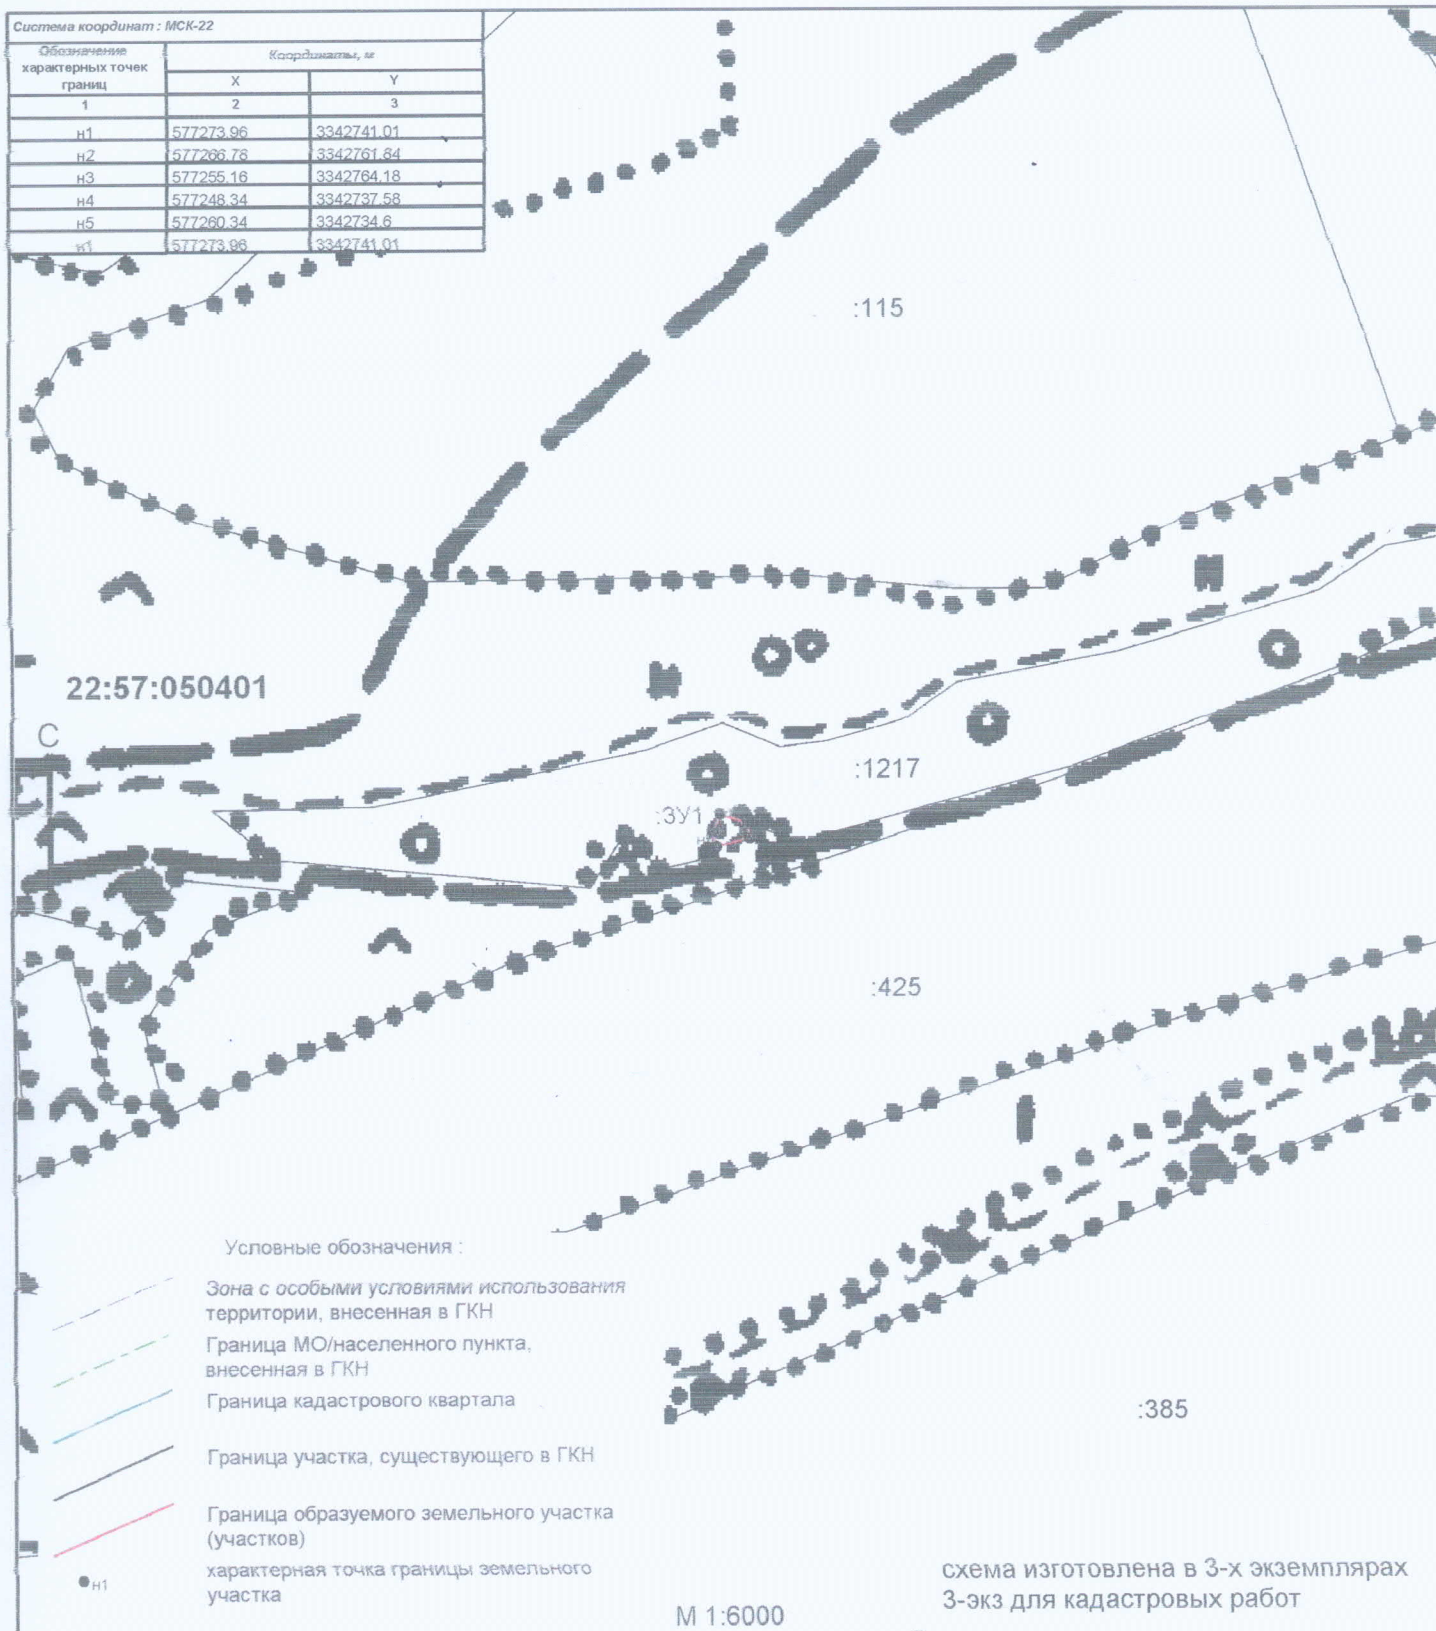 Система координат : МСК-22
Обозначение характерных точек границ
Координаты, м
X Y
1 2 3
н1 577273.96 3342741.01
н2 577266.78 3342761.84
н3 577255.16 3342764.18
н4 577248.34 3342737.58
н5 577260.34 3342734.6
н1 577273.96 3342741.01
:115
22:57:050401
С
:1217
:ЗУ1
:425
:385
Условные обозначения :
Зона с особыми условиями использования
территории, внесенная в ГКН
Граница МО/населенного пункта,
внесенная в ГКН
Граница кадастрового квартала
Граница участка, существующего в ГКН
Граница образуемого земельного участка
(участков)
н1
характерная точка границы земельного
участка
М 1:6000
схема изготовлена в 3-х экземплярах
3-экз для кадастровых работ